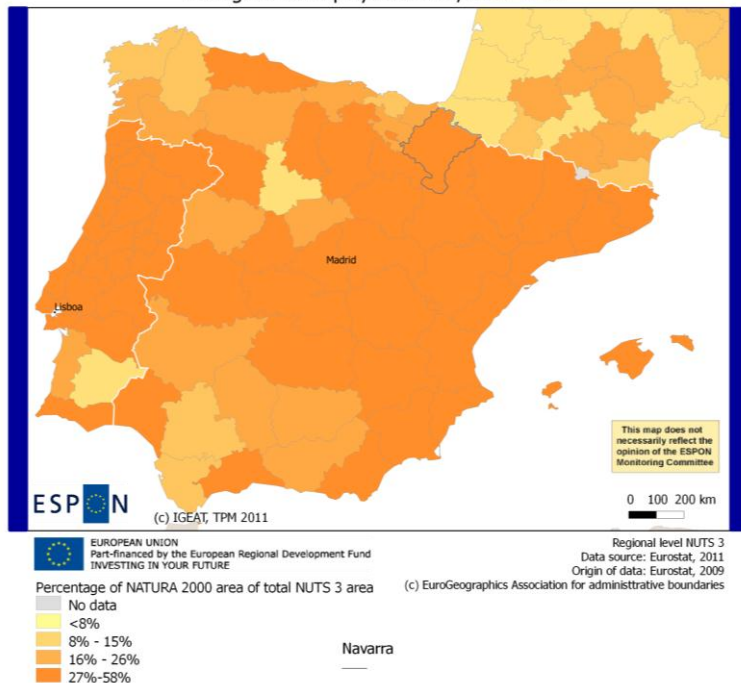 Madrid
Lisboa
This map does not
necessarily reflect the
opinion of the ESPON
Monitoring Committee
ESPON
(c) IGEAT, TPM 2011
0 100 200 km
EUROPEAN UNION
Part-financed by the European Regional Development Fund
INVESTING IN YOUR FUTURE
Regional level NUTS 3
Data source: Eurostat, 2011
Origin of data: Eurostat, 2009
(c) EuroGeographics Association for administtrative boundaries
Percentage of NATURA 2000 area of total NUTS 3 area
No data
<8%
8% - 15%
16% - 26%
27%-58%
Navarra